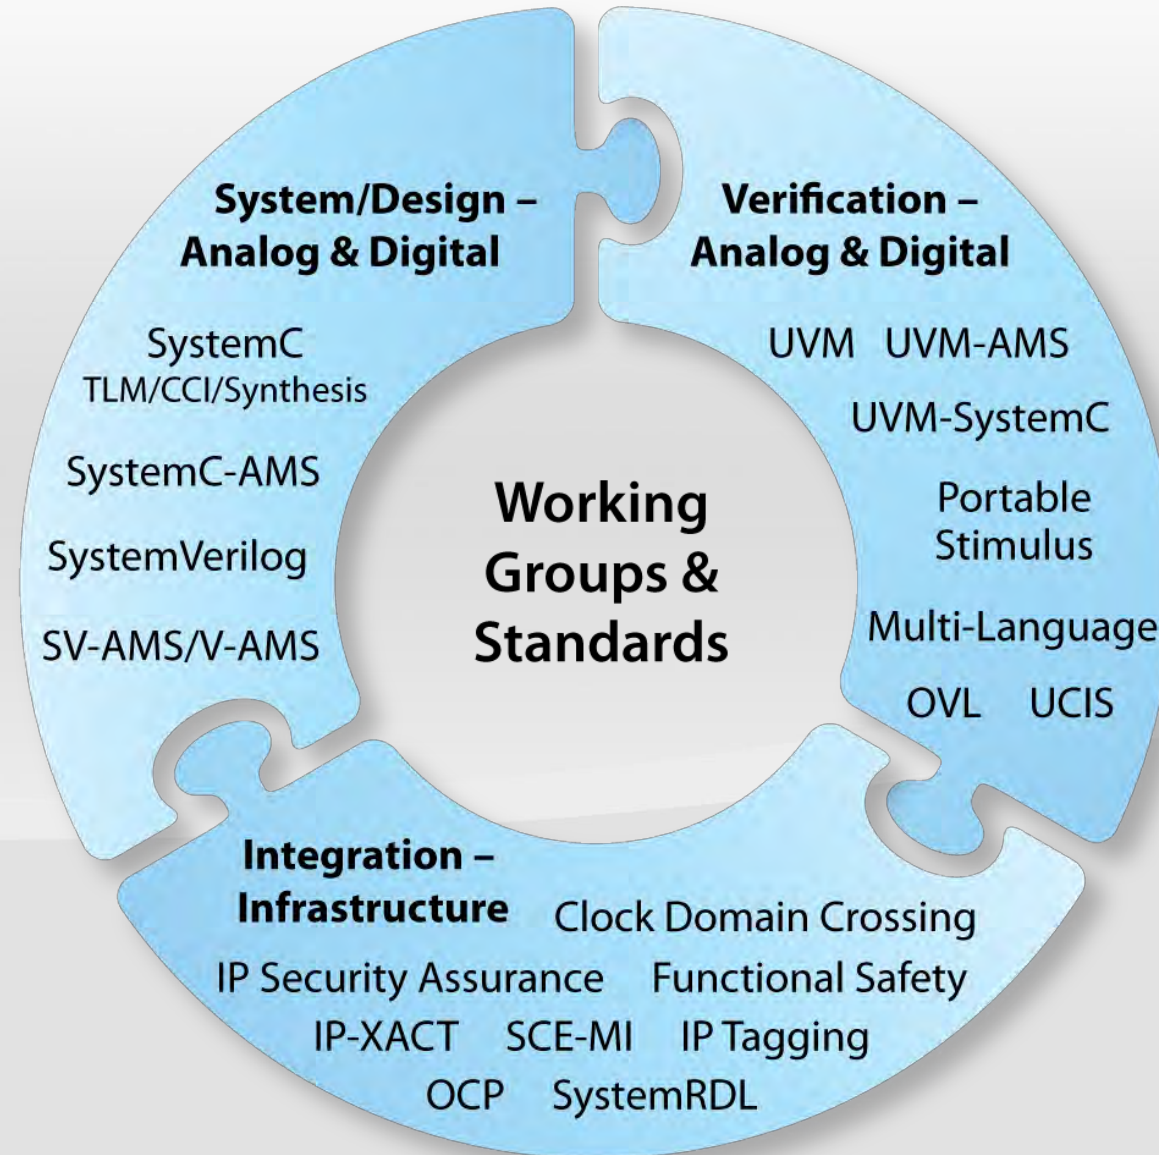 System/Design –
Analog & Digital
SystemC
TLM/CCI/Synthesis
SystemC-AMS
SystemVerilog
SV-AMS/V-AMS
Verification –
Analog & Digital
UVM UVM-AMS
UVM-SystemC
Portable
Stimulus
Multi-Language
OVL UCIS
Working
Groups &
Standards
Integration –
Infrastructure
Clock Domain Crossing
IP Security Assurance Functional Safety
IP-XACT SCE-MI IP Tagging
OCP SystemRDL